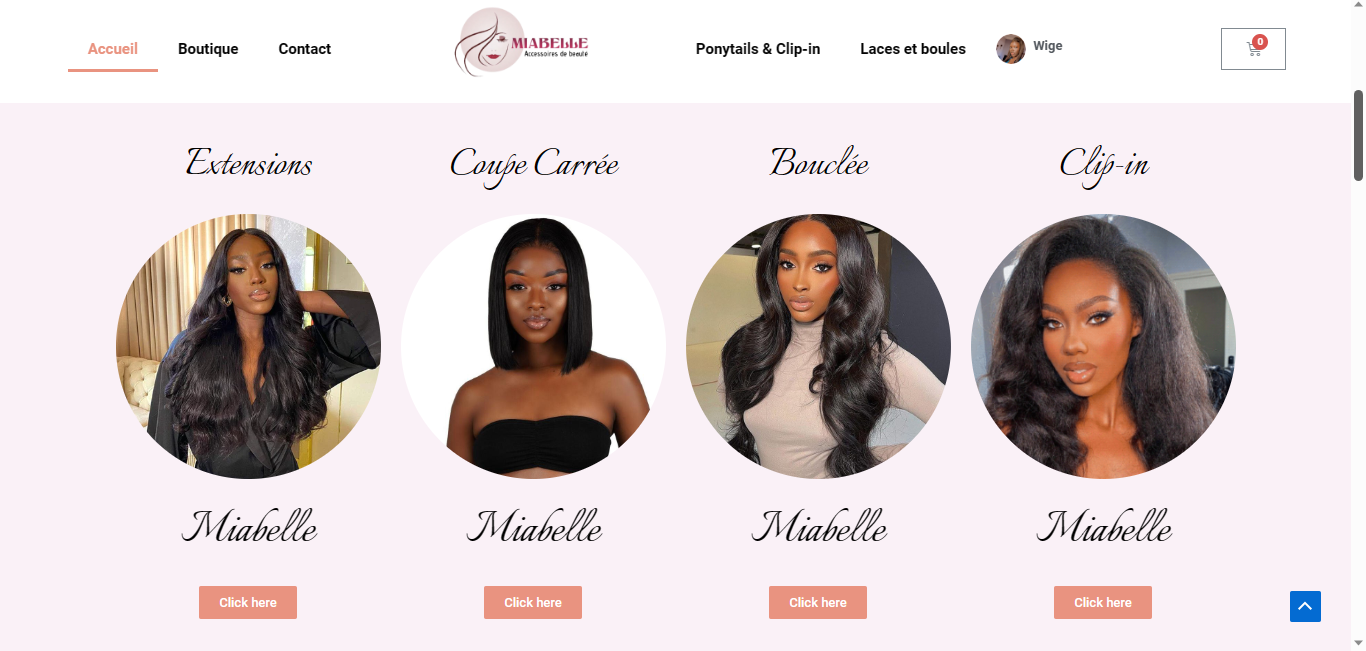 Accueil
Boutique
Contact
MIABELLE
Accessoires de beauté
Ponytails & Clip-in
Laces et boules
Wige
0
Extensions
Coupe Carrée
Bouclée
Clip-in
Miabelle
Miabelle
Miabelle
Miabelle
Click here
Click here
Click here
Click here